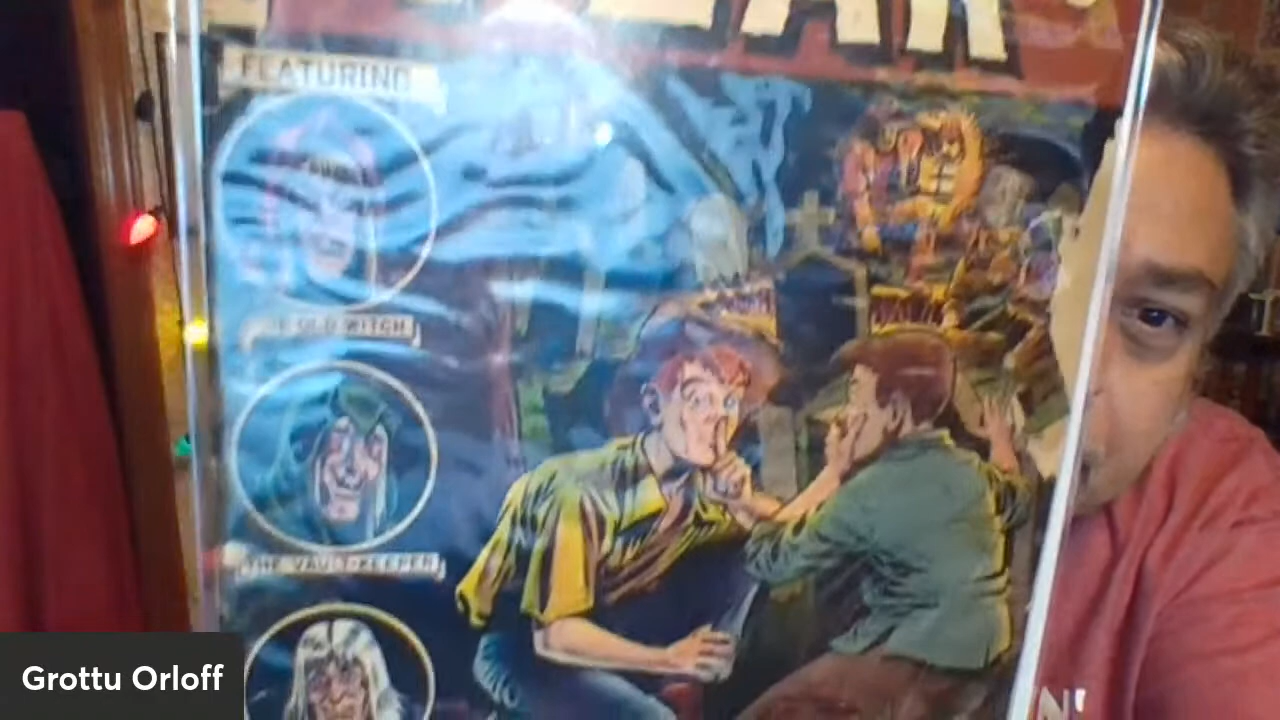 FEATURING
THE OLD WITCH
THE VAULT-KEEPER
Grottu Orloff